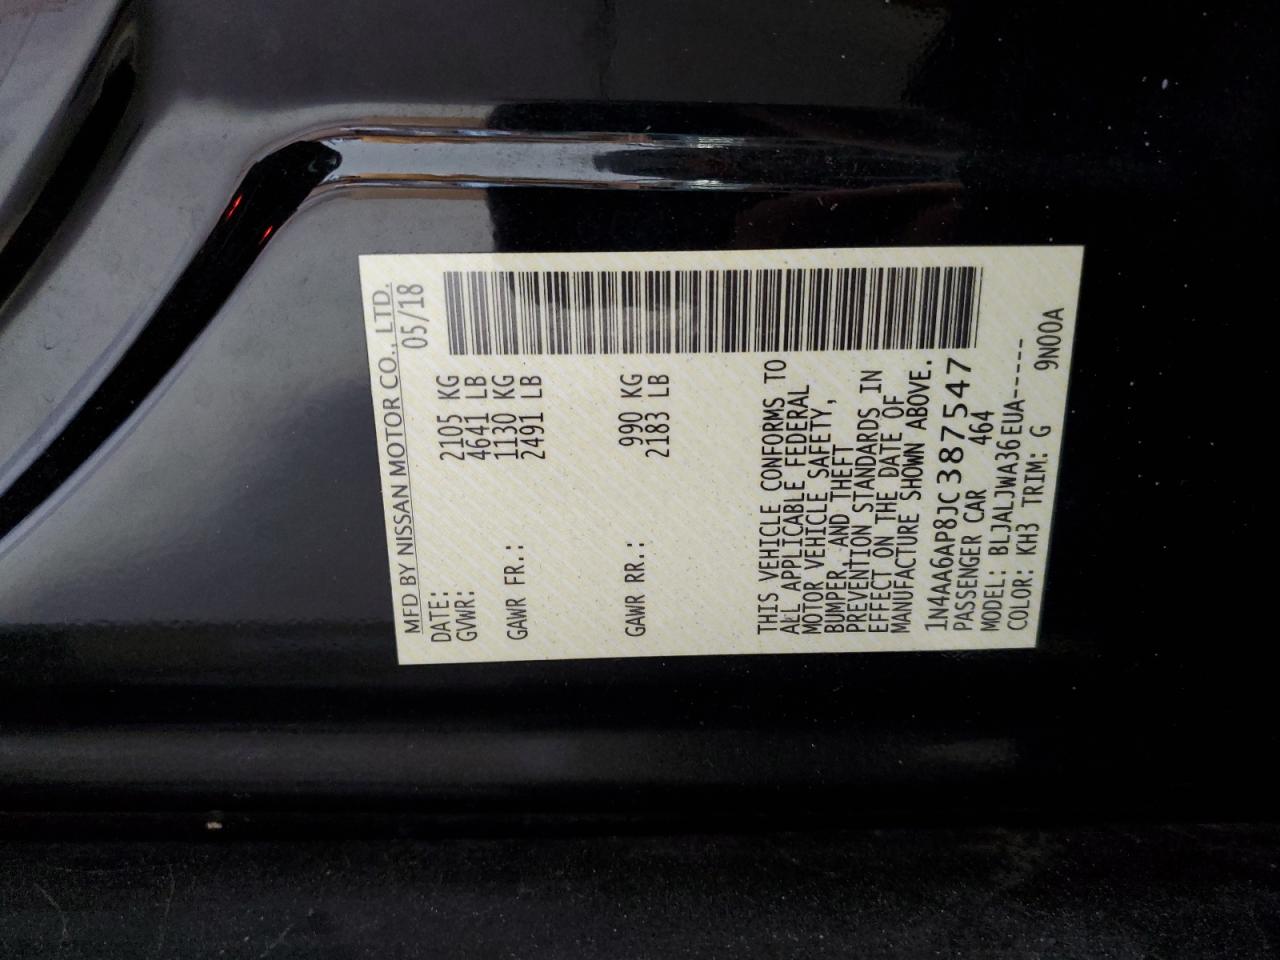 MFD BY NISSAN MOTOR CO., LTD.
DATE: 05/18
GVWR: 2105 KG
4641 LB
GAWR FR.: 1130 KG
2491 LB
GAWR RR.: 990 KG
2183 LB
THIS VEHICLE CONFORMS TO
ALL APPLICABLE FEDERAL
MOTOR VEHICLE SAFETY,
BUMPER, AND THEFT
PREVENTION STANDARDS IN
EFFECT ON THE DATE OF
MANUFACTURE SHOWN ABOVE.
1N4AA6AP8JC387547
PASSENGER CAR 464
MODEL: BLJALJWA36EUA-----
COLOR: KH3 TRIM: G 9N00A